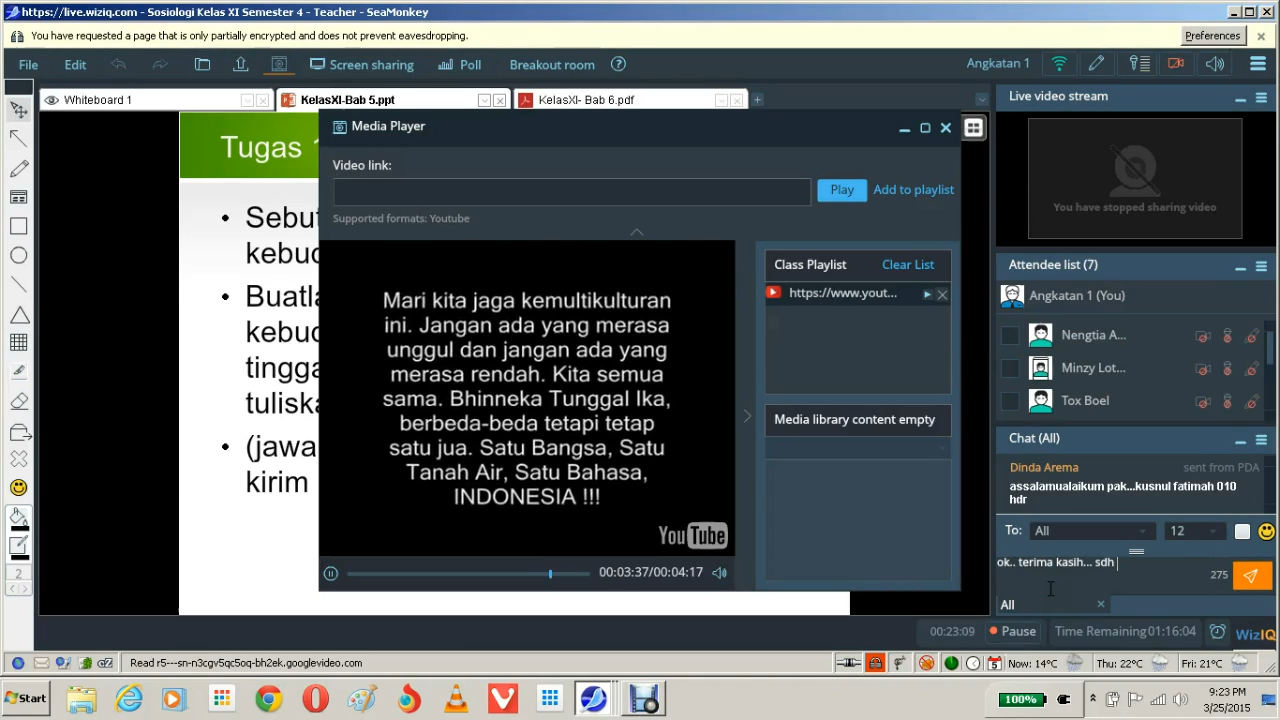 https://live.wiziq.com/ - Sosiologi Kelas XI Semester 4 - Teacher - SeaMonkey
You have requested a page that is only partially encrypted and does not prevent eavesdropping.
Preferences
File Edit Screen sharing Poll Breakout room
Angkatan 1
Whiteboard 1
KelasXI-Bab 5.ppt
KelasXI- Bab 6.pdf
Tugas 1
• Sebut
kebud
• Buatla
kebud
tingga
tuliska
• (jawa
kirim
Media Player
Video link:
Play
Add to playlist
Supported formats: Youtube
Mari kita jaga kemultikulturan
ini. Jangan ada yang merasa
unggul dan jangan ada yang
merasa rendah. Kita semua
sama. Bhinneka Tunggal Ika,
berbeda-beda tetapi tetap
satu jua. Satu Bangsa, Satu
Tanah Air, Satu Bahasa,
INDONESIA !!!
YouTube
00:03:37/00:04:17
Class Playlist Clear List
https://www.yout...
Media library content empty
Live video stream
You have stopped sharing video
Attendee list (7)
Angkatan 1 (You)
Nengtia A...
Minzy Lot...
Tox Boel
Chat (All)
Dinda Arema sent from PDA
assalamualaikum pak...kusnul fatimah 010
hdr
To: All 12
ok.. terima kasih... sdh
275
All
00:23:09 Pause Time Remaining 01:16:04 WizIQ
Read r5---sn-n3cgv5qc5oq-bh2ek.googlevideo.com
Now: 14°C Thu: 22°C Fri: 21°C
Start
100%
9:23 PM
3/25/2015